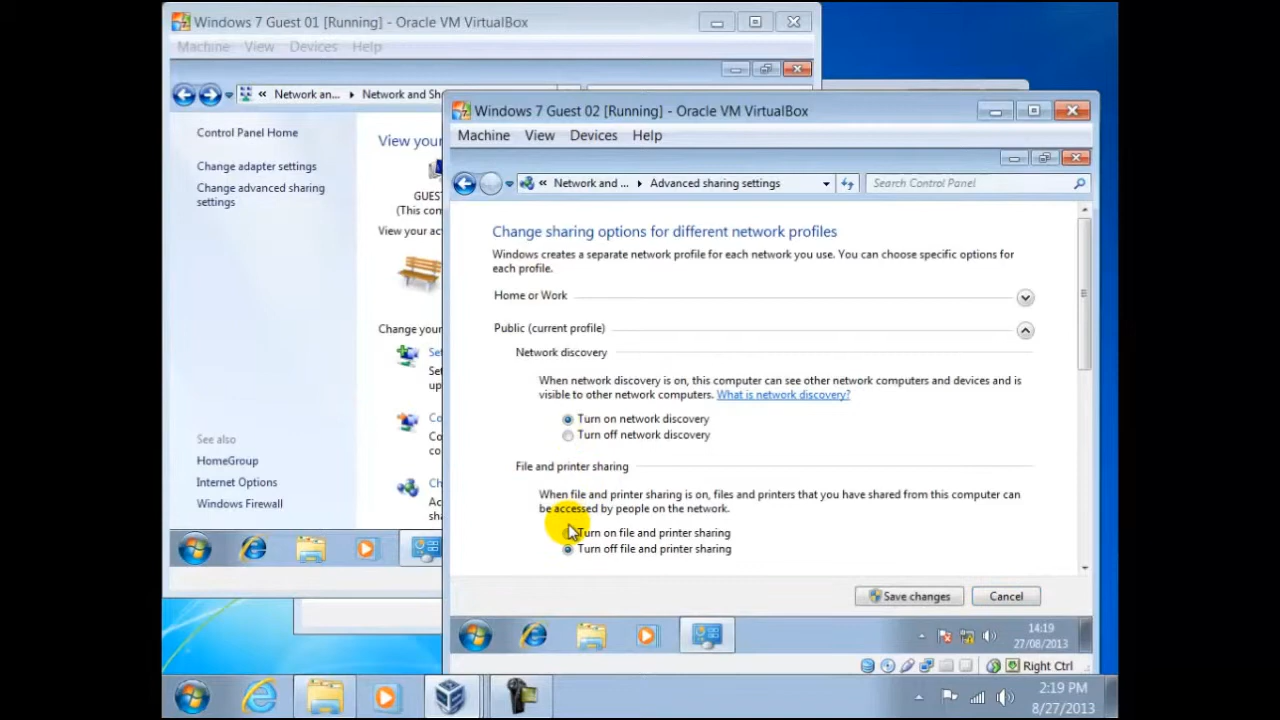 Windows 7 Guest 01 [Running] - Oracle VM VirtualBox
Machine View Devices Help
« Network an... ▸ Network and Sh
Control Panel Home
Change adapter settings
Change advanced sharing
settings
See also
HomeGroup
Internet Options
Windows Firewall
View your
GUES
(This com
View your ac
Change your
Set
Set
up
Co
Co
Ch
As
sh
Windows 7 Guest 02 [Running] - Oracle VM VirtualBox
Machine View Devices Help
« Network and ... ▸ Advanced sharing settings
Search Control Panel
Change sharing options for different network profiles
Windows creates a separate network profile for each network you use. You can choose specific options for
each profile.
Home or Work
Public (current profile)
Network discovery
When network discovery is on, this computer can see other network computers and devices and is
visible to other network computers. What is network discovery?
Turn on network discovery
Turn off network discovery
File and printer sharing
When file and printer sharing is on, files and printers that you have shared from this computer can
be accessed by people on the network.
Turn on file and printer sharing
Turn off file and printer sharing
Save changes Cancel
14:19
27/08/2013
Right Ctrl
2:19 PM
8/27/2013